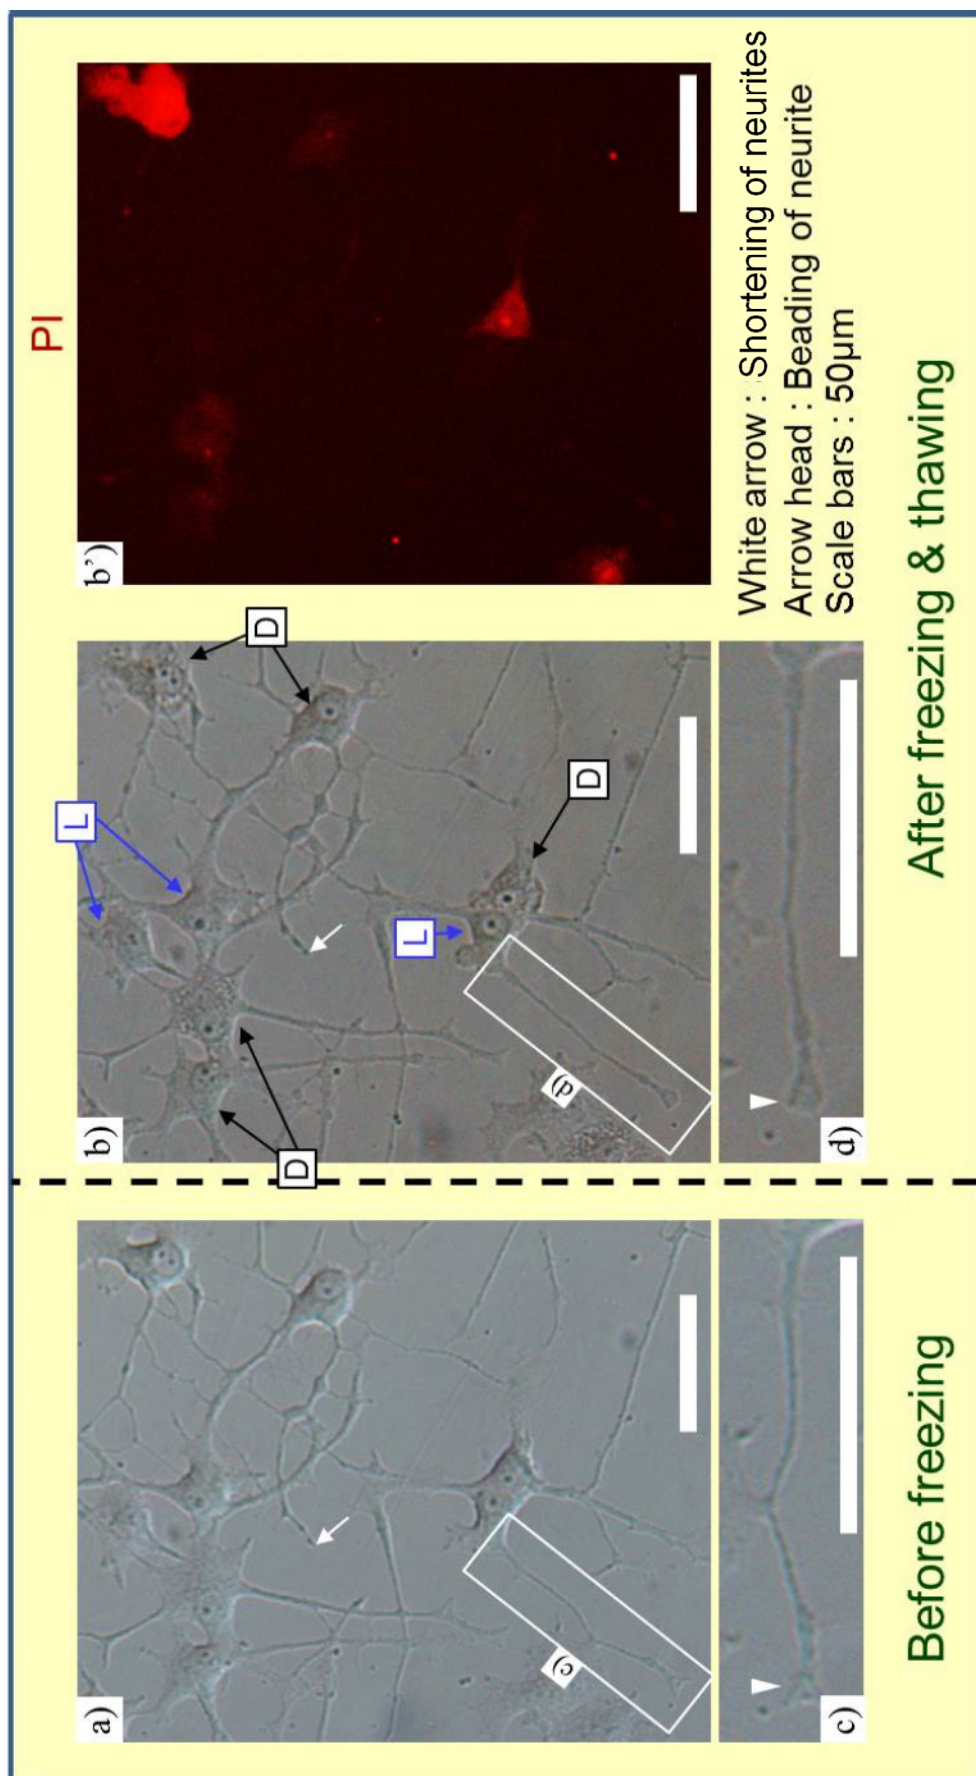 PI
a)
b)
b’)
L
D
L
D
D
D
c)
d)
c)
d)
White arrow : Shortening of neurites
Arrow head : Beading of neurite
Scale bars : 50µm
Before freezing
After freezing & thawing